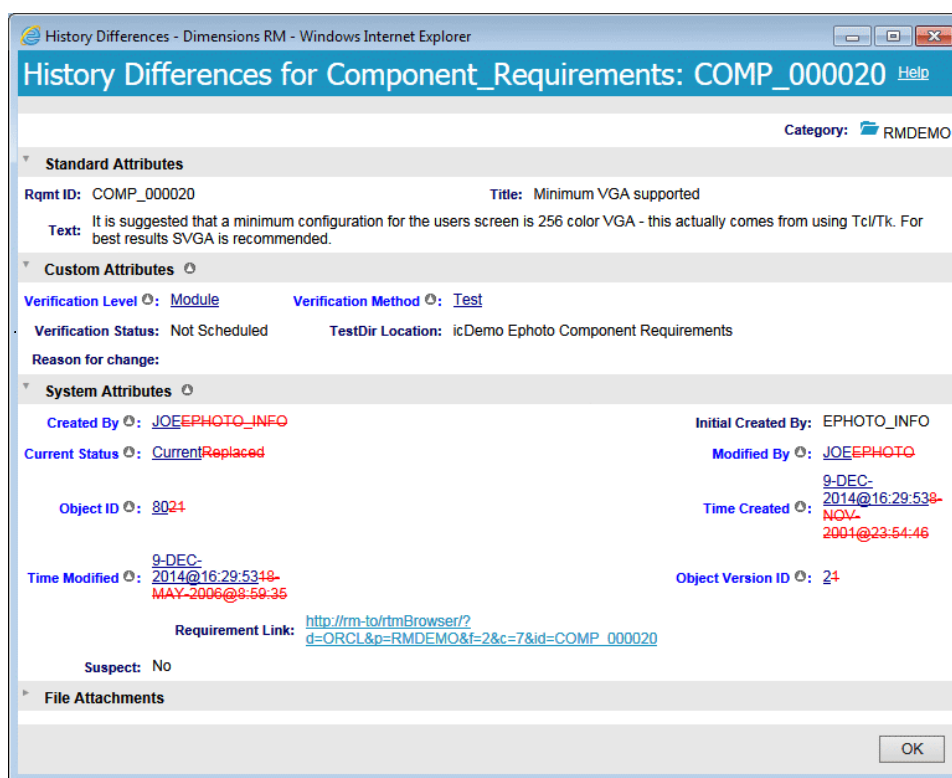 History Differences - Dimensions RM - Windows Internet Explorer
History Differences for Component_Requirements: COMP_000020 Help
Category: RMDEMO
Standard Attributes
Rqmt ID: COMP_000020 Title: Minimum VGA supported
Text: It is suggested that a minimum configuration for the users screen is 256 color VGA - this actually comes from using Tcl/Tk. For
best results SVGA is recommended.
Custom Attributes
Verification Level : Module Verification Method : Test
Verification Status: Not Scheduled TestDir Location: icDemo Ephoto Component Requirements
Reason for change:
System Attributes
Created By : JOEEPHOTO_INFO Initial Created By: EPHOTO_INFO
Current Status : CurrentReplaced Modified By : JOEEPHOTO
Object ID : 8021 Time Created : 9-DEC-
2014@16:29:538-
NOV-
2001@23:54:46
Time Modified : 9-DEC-
2014@16:29:5318-
MAY-2006@8:59:35
Object Version ID : 21
Requirement Link: http://rm-to/rtmBrowser/?
d=ORCL&p=RMDEMO&f=2&c=7&id=COMP_000020
Suspect: No
File Attachments
OK